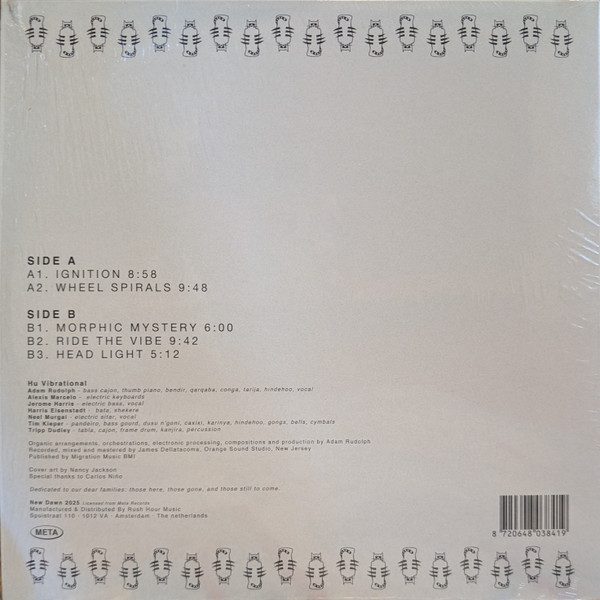 SIDE A
A1. IGNITION 8:58
A2. WHEEL SPIRALS 9:48
SIDE B
B1. MORPHIC MYSTERY 6:00
B2. RIDE THE VIBE 9:42
B3. HEAD LIGHT 5:12
Hu Vibrational
Adam Rudolph - bass cajon, thumb piano, bendir, qarqaba, conga, tarija, hindehoo, vocal
Alexis Marcelo - electric keyboards
Jerome Harris - electric bass, vocal
Harris Eisenstadt - bata, shekere
Neel Murgai - electric sitar, vocal
Tim Kieper - pandeiro, bass gourd, duso n'goni, caxixi, karinya, hindehoo, gongs, bells, cymbals
Tripp Dudley - tabla, cajon, frame drum, kanjira, percussion
Organic arrangements, orchestrations, electronic processing, compositions and production by Adam Rudolph
Recorded, mixed and mastered by James Dellatacoma, Orange Sound Studio, New Jersey
Published by Migration Music BMI
Cover art by Nancy Jackson
Special thanks to Carlos Niño
Dedicated to our dear families: those here, those gone, and those still to come.
New Dawn 2025 Licensed from Meta Records
Manufactured & Distributed By Rush Hour Music
Spuistraat 110 - 1012 VA - Amsterdam - The netherlands
META
8 720648 038419